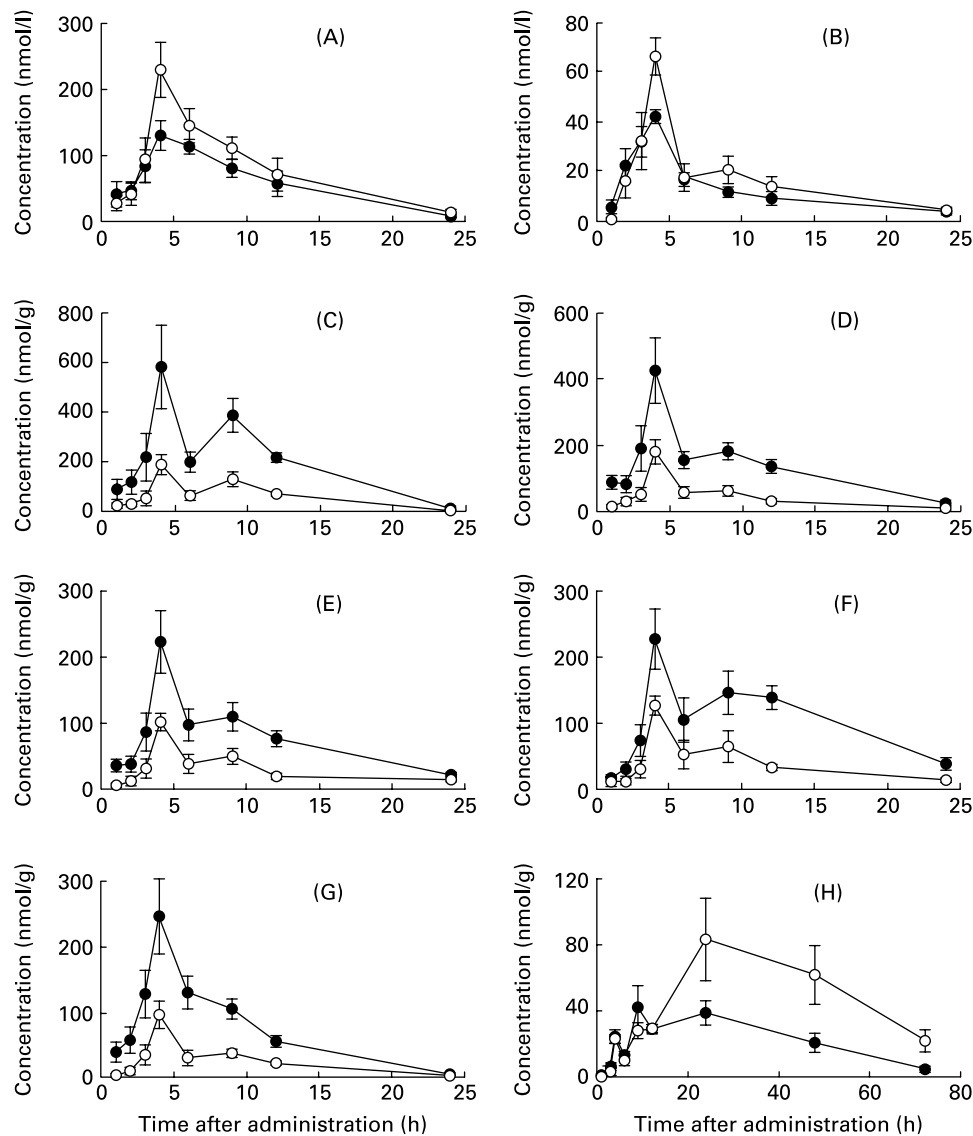 (A)
Concentration (nmol/l)
300
200
100
0
0 5 10 15 20 25
(B)
Concentration (nmol/l)
80
60
40
20
0
0 5 10 15 20 25
(C)
Concentration (nmol/g)
800
600
400
200
0
0 5 10 15 20 25
(D)
Concentration (nmol/g)
600
400
200
0
0 5 10 15 20 25
(E)
Concentration (nmol/g)
300
200
100
0
0 5 10 15 20 25
(F)
Concentration (nmol/g)
300
200
100
0
0 5 10 15 20 25
(G)
Concentration (nmol/g)
300
200
100
0
0 5 10 15 20 25
Time after administration (h)
(H)
Concentration (nmol/g)
120
80
40
0
0 20 40 60 80
Time after administration (h)